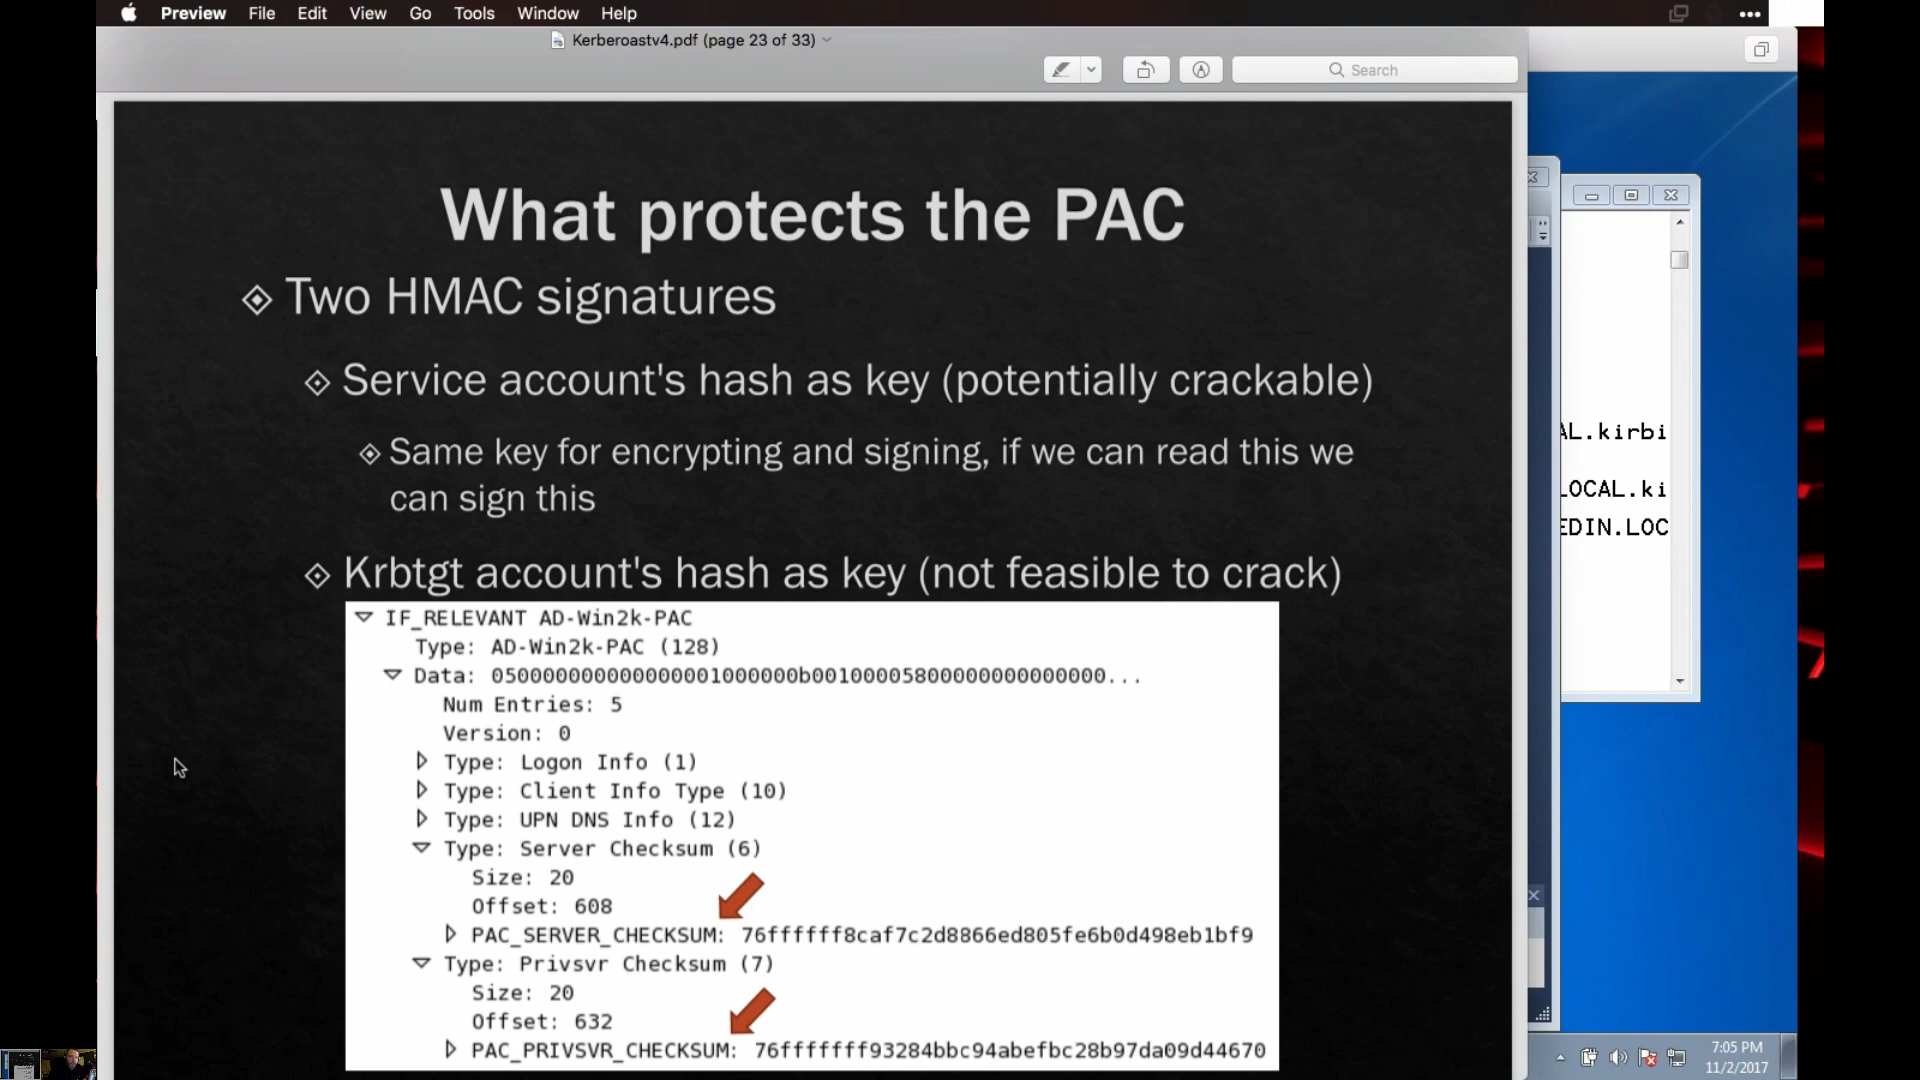 Preview File Edit View Go Tools Window Help
Kerberoastv4.pdf (page 23 of 33)
Search
What protects the PAC
Two HMAC signatures
Service account's hash as key (potentially crackable)
Same key for encrypting and signing, if we can read this we
can sign this
Krbtgt account's hash as key (not feasible to crack)
IF_RELEVANT AD-Win2k-PAC
Type: AD-Win2k-PAC (128)
Data: 050000000000000001000000b001000058000000000000000...
Num Entries: 5
Version: 0
Type: Logon Info (1)
Type: Client Info Type (10)
Type: UPN DNS Info (12)
Type: Server Checksum (6)
Size: 20
Offset: 608
PAC_SERVER_CHECKSUM: 76ffffff8caf7c2d8866ed805fe6b0d498eb1bf9
Type: Privsvr Checksum (7)
Size: 20
Offset: 632
PAC_PRIVSVR_CHECKSUM: 76fffffff93284bbc94abefbc28b97da09d44670
AL.kirbi
LOCAL.ki
EDIN.LOC
7:05 PM
11/2/2017